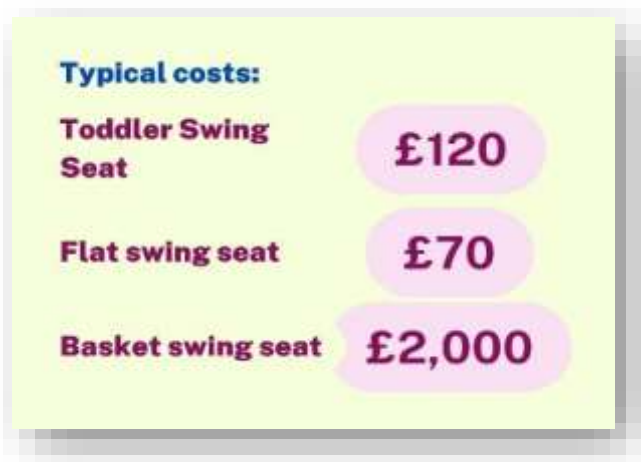 Typical costs:
Toddler Swing
Seat
£120
Flat swing seat
£70
Basket swing seat
£2,000